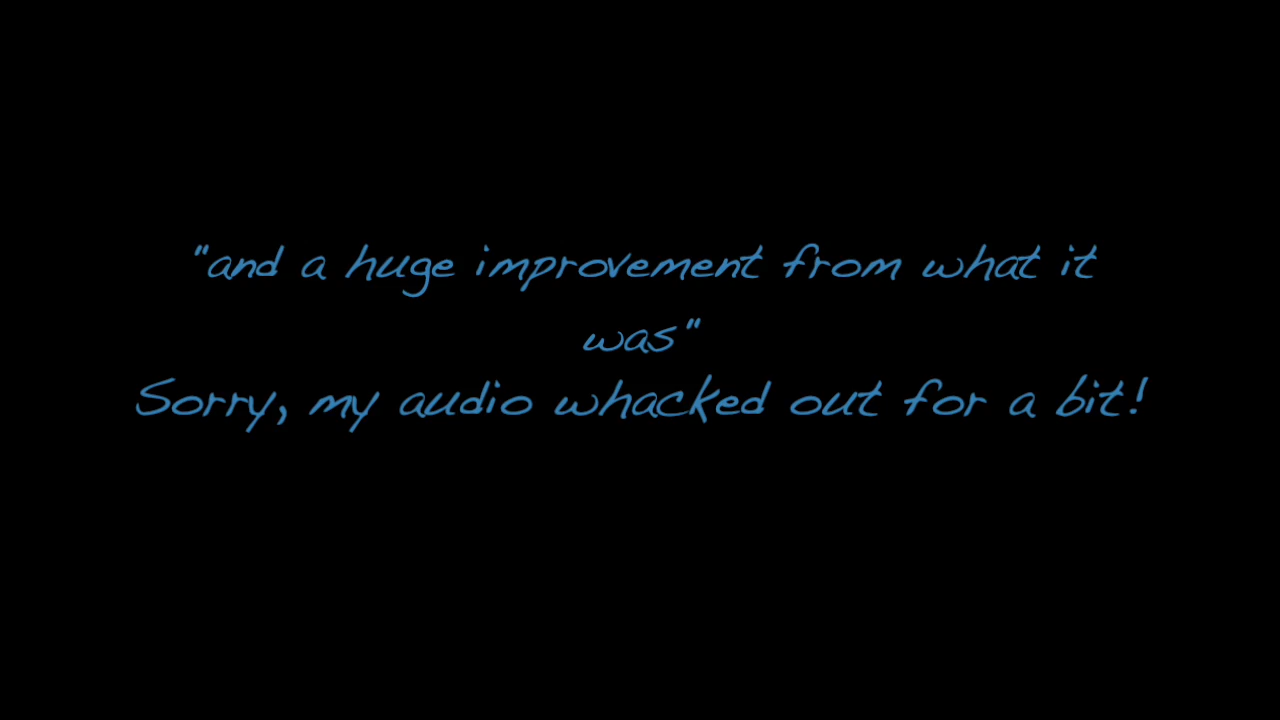 "and a huge improvement from what it
was"
Sorry, my audio whacked out for a bit!